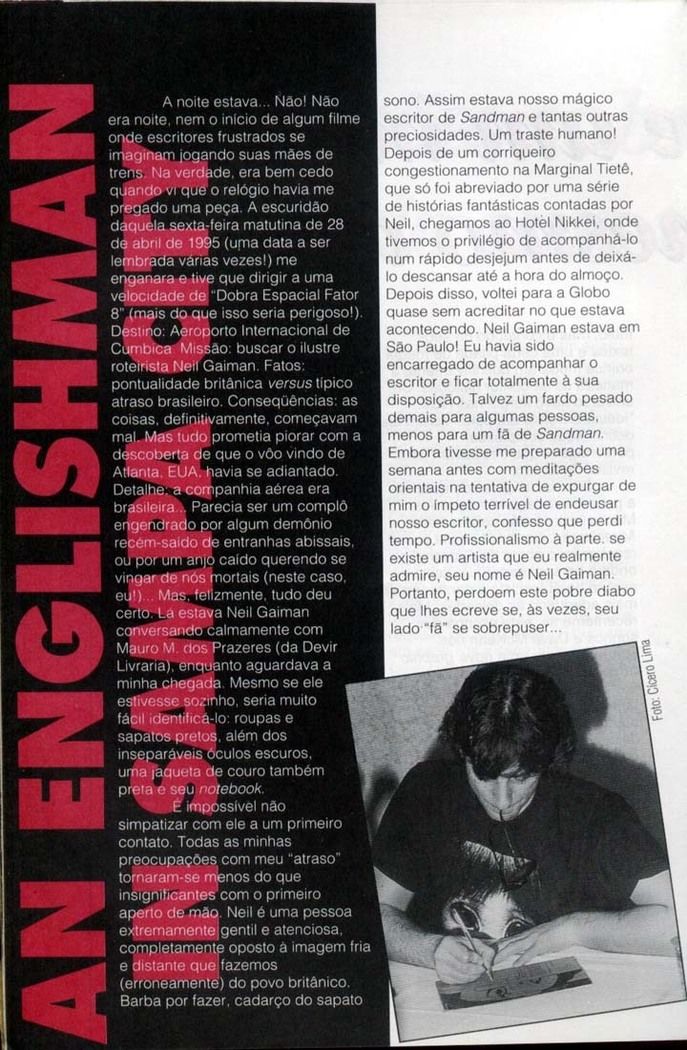 AN ENGLISHMAN
IN SAMPA CITY
A noite estava... Não! Não
era noite, nem o início de algum filme
onde escritores frustrados se
imaginam jogando suas mães de
trens. Na verdade, era bem cedo
quando vi que o relógio havia me
pregado uma peça. A escuridão
daquela sexta-feira matutina de 28
de abril de 1995 (uma data a ser
lembrada várias vezes!) me
enganara e tive que dirigir a uma
velocidade de "Dobra Espacial Fator
8" (mais do que isso seria perigoso!).
Destino: Aeroporto Internacional de
Cumbica. Missão: buscar o ilustre
roteirista Neil Gaiman. Fatos:
pontualidade britânica versus típico
atraso brasileiro. Conseqüências: as
coisas, definitivamente, começavam
mal. Mas tudo prometia piorar com a
descoberta de que o vôo vindo de
Atlanta, EUA, havia se adiantado.
Detalhe: a companhia aérea era
brasileira... Parecia ser um complô
engendrado por algum demônio
recém-saído de entranhas abissais,
ou por um anjo caído querendo se
vingar de nós mortais (neste caso,
eu!)... Mas, felizmente, tudo deu
certo. Lá estava Neil Gaiman
conversando calmamente com
Mauro M. dos Prazeres (da Devir
Livraria), enquanto aguardava a
minha chegada. Mesmo se ele
estivesse sozinho, seria muito
fácil identificá-lo: roupas e
sapatos pretos, além dos
inseparáveis óculos escuros,
uma jaqueta de couro também
preta e seu notebook.
É impossível não
simpatizar com ele a um primeiro
contato. Todas as minhas
preocupações com meu "atraso"
tornaram-se menos do que
insignificantes com o primeiro
aperto de mão. Neil é uma pessoa
extremamente gentil e atenciosa,
completamente oposto à imagem fria
e distante que fazemos
(erroneamente) do povo britânico.
Barba por fazer, cadarço do sapato
sono. Assim estava nosso mágico
escritor de Sandman e tantas outras
preciosidades. Um traste humano!
Depois de um corriqueiro
congestionamento na Marginal Tietê,
que só foi abreviado por uma série
de histórias fantásticas contadas por
Neil, chegamos ao Hotel Nikkei, onde
tivemos o privilégio de acompanhá-lo
num rápido desjejum antes de deixá-
lo descansar até a hora do almoço.
Depois disso, voltei para a Globo
quase sem acreditar no que estava
acontecendo. Neil Gaiman estava em
São Paulo! Eu havia sido
encarregado de acompanhar o
escritor e ficar totalmente à sua
disposição. Talvez um fardo pesado
demais para algumas pessoas,
menos para um fã de Sandman.
Embora tivesse me preparado uma
semana antes com meditações
orientais na tentativa de expurgar de
mim o ímpeto terrível de endeusar
nosso escritor, confesso que perdi
tempo. Profissionalismo à parte. se
existe um artista que eu realmente
admire, seu nome é Neil Gaiman.
Portanto, perdoem este pobre diabo
que lhes ecreve se, às vezes, seu
lado "fã" se sobrepuser...
Foto: Cícero Lima